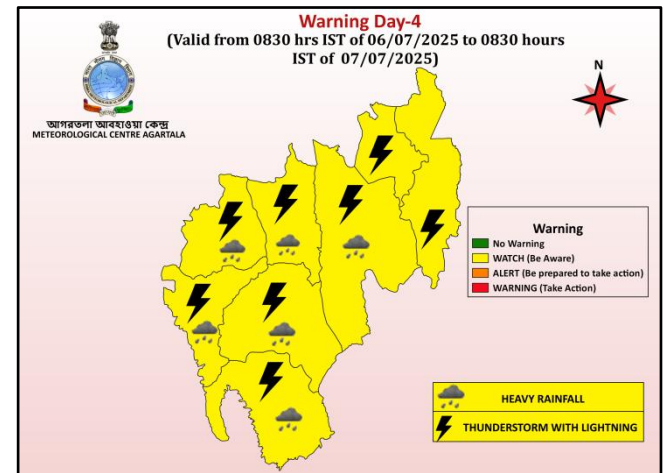 Warning Day-4
(Valid from 0830 hrs IST of 06/07/2025 to 0830 hours
IST of 07/07/2025)
N
আগরতলা আবহাওয়া কেন্দ্র
METEOROLOGICAL CENTRE AGARTALA
Warning
No Warning
WATCH (Be Aware)
ALERT (Be prepared to take action)
WARNING (Take Action)
HEAVY RAINFALL
THUNDERSTORM WITH LIGHTNING